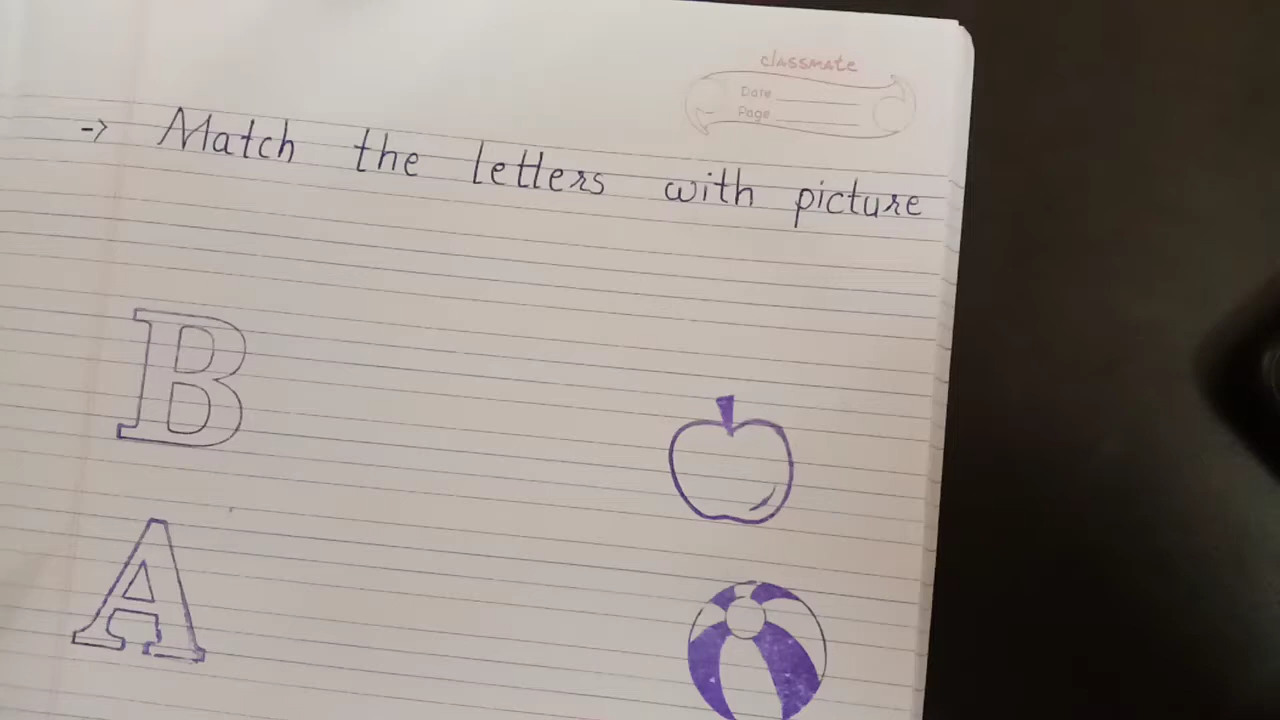 classmate
Date
Page
-> Match the letters with picture
B
A